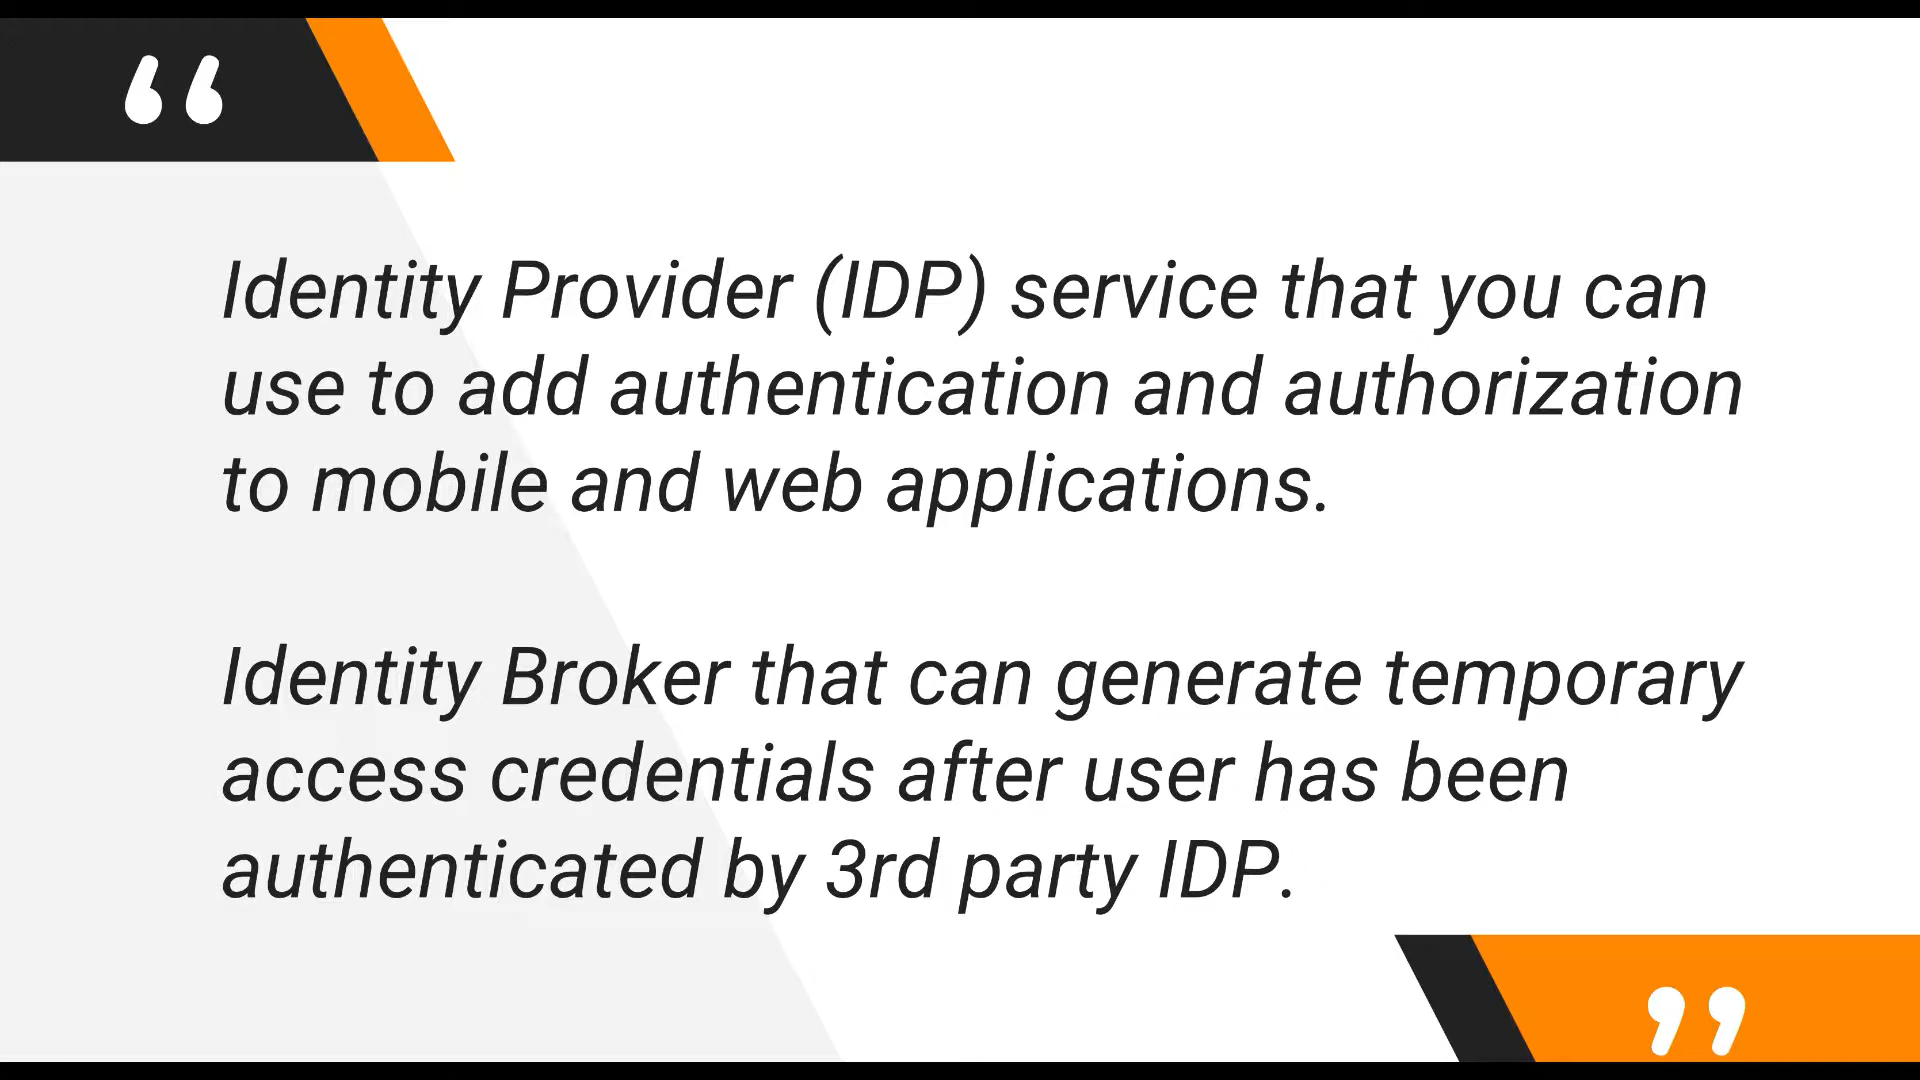 “
Identity Provider (IDP) service that you can
use to add authentication and authorization
to mobile and web applications.
Identity Broker that can generate temporary
access credentials after user has been
authenticated by 3rd party IDP.
”